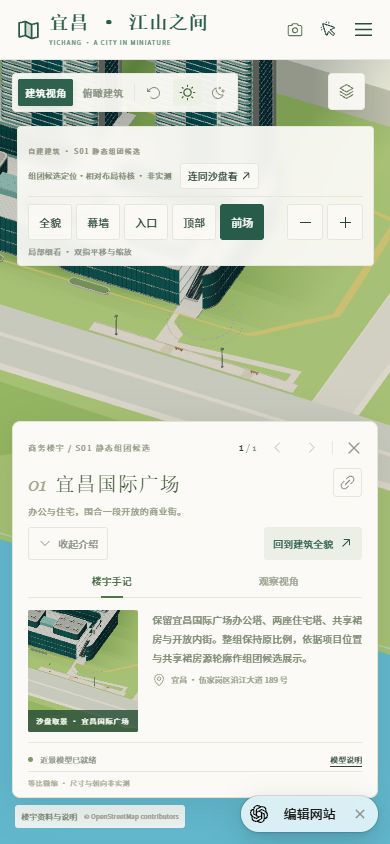 宜昌 · 江山之间
YICHANG · A CITY IN MINIATURE
建筑视角 俯瞰建筑
自建建筑 · S01 静态组团候选
组团候选定位 · 相对布局待核 · 非实测 连同沙盘看 ↗
全貌 幕墙 入口 顶部 前场 − +
局部细看 · 双指平移与缩放
商务楼宇 / S01 静态组团候选 1 / 1
01 宜昌国际广场
办公与住宅，围合一段开放的商业街。
收起介绍 回到建筑全貌 ↗
楼宇手记 观察视角
保留宜昌国际广场办公塔、两座住宅塔、共享裙
房与开放内街。整组保持原比例，依据项目位置
与共享裙房源轮廓作组团候选展示。
宜昌 · 伍家岗区沿江大道 189 号
沙盘取景 · 宜昌国际广场
近景模型已就绪 模型说明
等比微缩 · 尺寸与朝向非实测
楼宇资料与说明 © OpenStreetMap contributors
编辑网站